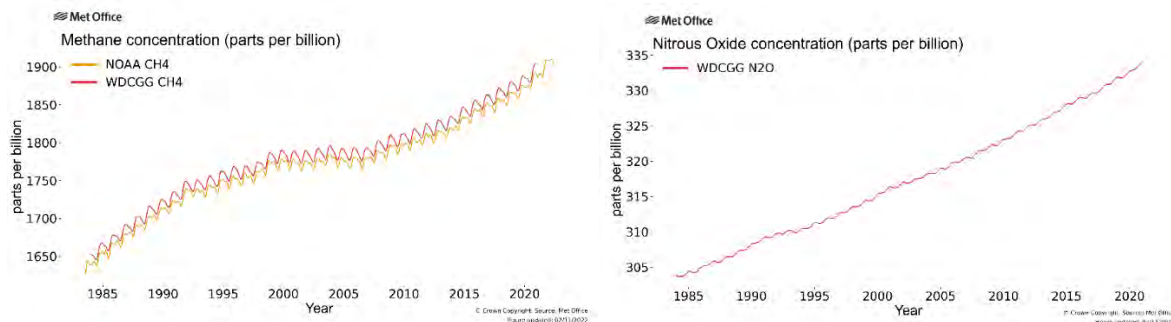 Met Office
Methane concentration (parts per billion)
NOAA CH4
WDCGG CH4
parts per billion
1900
1850
1800
1750
1700
1650
1985 1990 1995 2000 2005 2010 2015 2020
Year
© Crown Copyright. Source: Met Office
Met Office
Nitrous Oxide concentration (parts per billion)
WDCGG N2O
parts per billion
335
330
325
320
315
310
305
1985 1990 1995 2000 2005 2010 2015 2020
Year
© Crown Copyright. Source: Met Offic